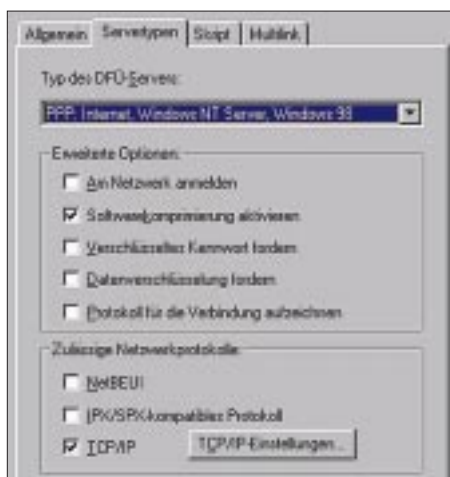 Allgemein Servertypen Skript Multilink
Typ des DFÜ-Servers:
PPP: Internet, Windows NT Server, Windows 98
Erweiterte Optionen:
Am Netzwerk anmelden
Softwarekomprimierung aktivieren
Verschlüsseltes Kennwort fordern
Datenverschlüsselung fordern
Protokoll für die Verbindung aufzeichnen
Zulässige Netzwerkprotokolle:
NetBEUI
IPX/SPX-kompatibles Protokoll
TCP/IP TCP/IP-Einstellungen...